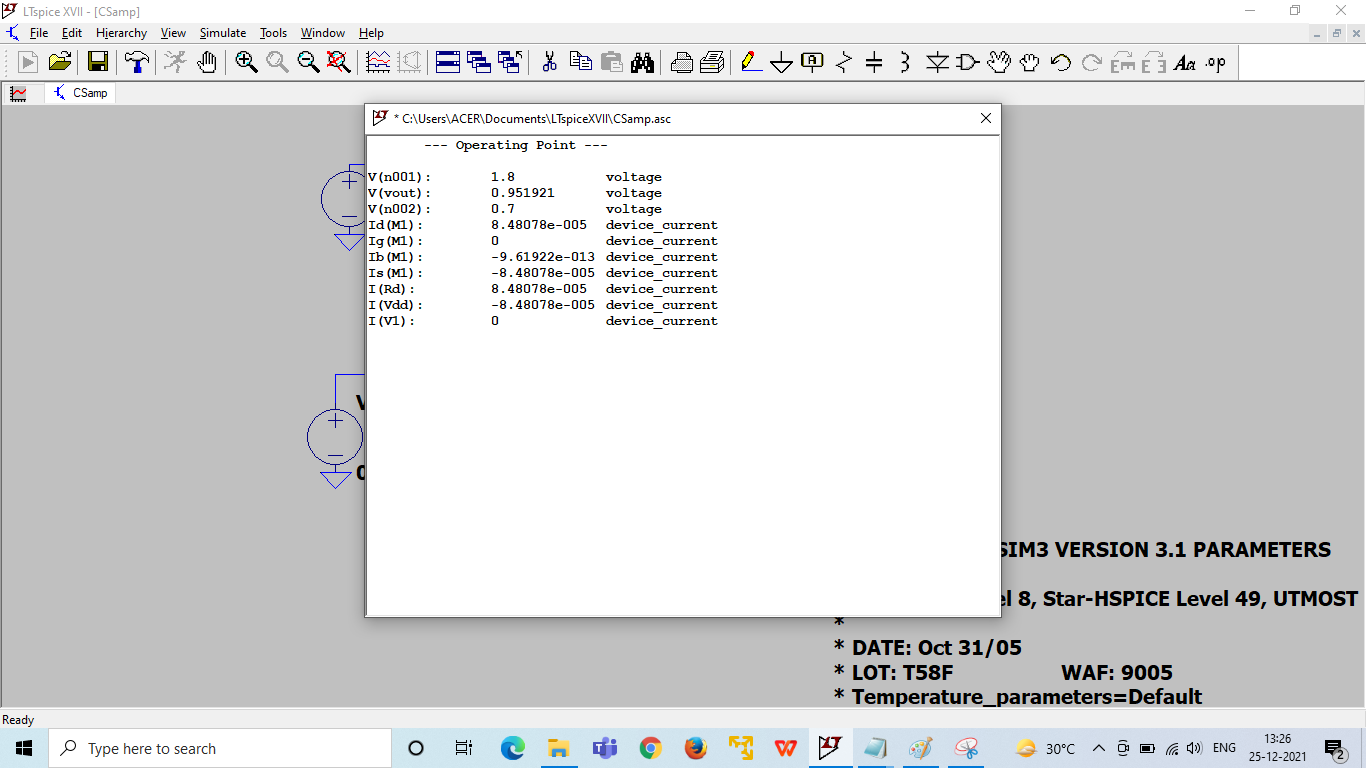 LTspice XVII - [CSamp]
File Edit Hierarchy View Simulate Tools Window Help
.op
CSamp
* C:\Users\ACER\Documents\LTspiceXVII\CSamp.asc
--- Operating Point ---
V(n001): 1.8 voltage
V(vout): 0.951921 voltage
V(n002): 0.7 voltage
Id(M1): 8.48078e-005 device_current
Ig(M1): 0 device_current
Ib(M1): -9.61922e-013 device_current
Is(M1): -8.48078e-005 device_current
I(Rd): 8.48078e-005 device_current
I(Vdd): -8.48078e-005 device_current
I(V1): 0 device_current
SIM3 VERSION 3.1 PARAMETERS
el 8, Star-HSPICE Level 49, UTMOST
*
* DATE: Oct 31/05
* LOT: T58F WAF: 9005
* Temperature_parameters=Default
Ready
Type here to search
30°C
ENG
13:26
25-12-2021
2